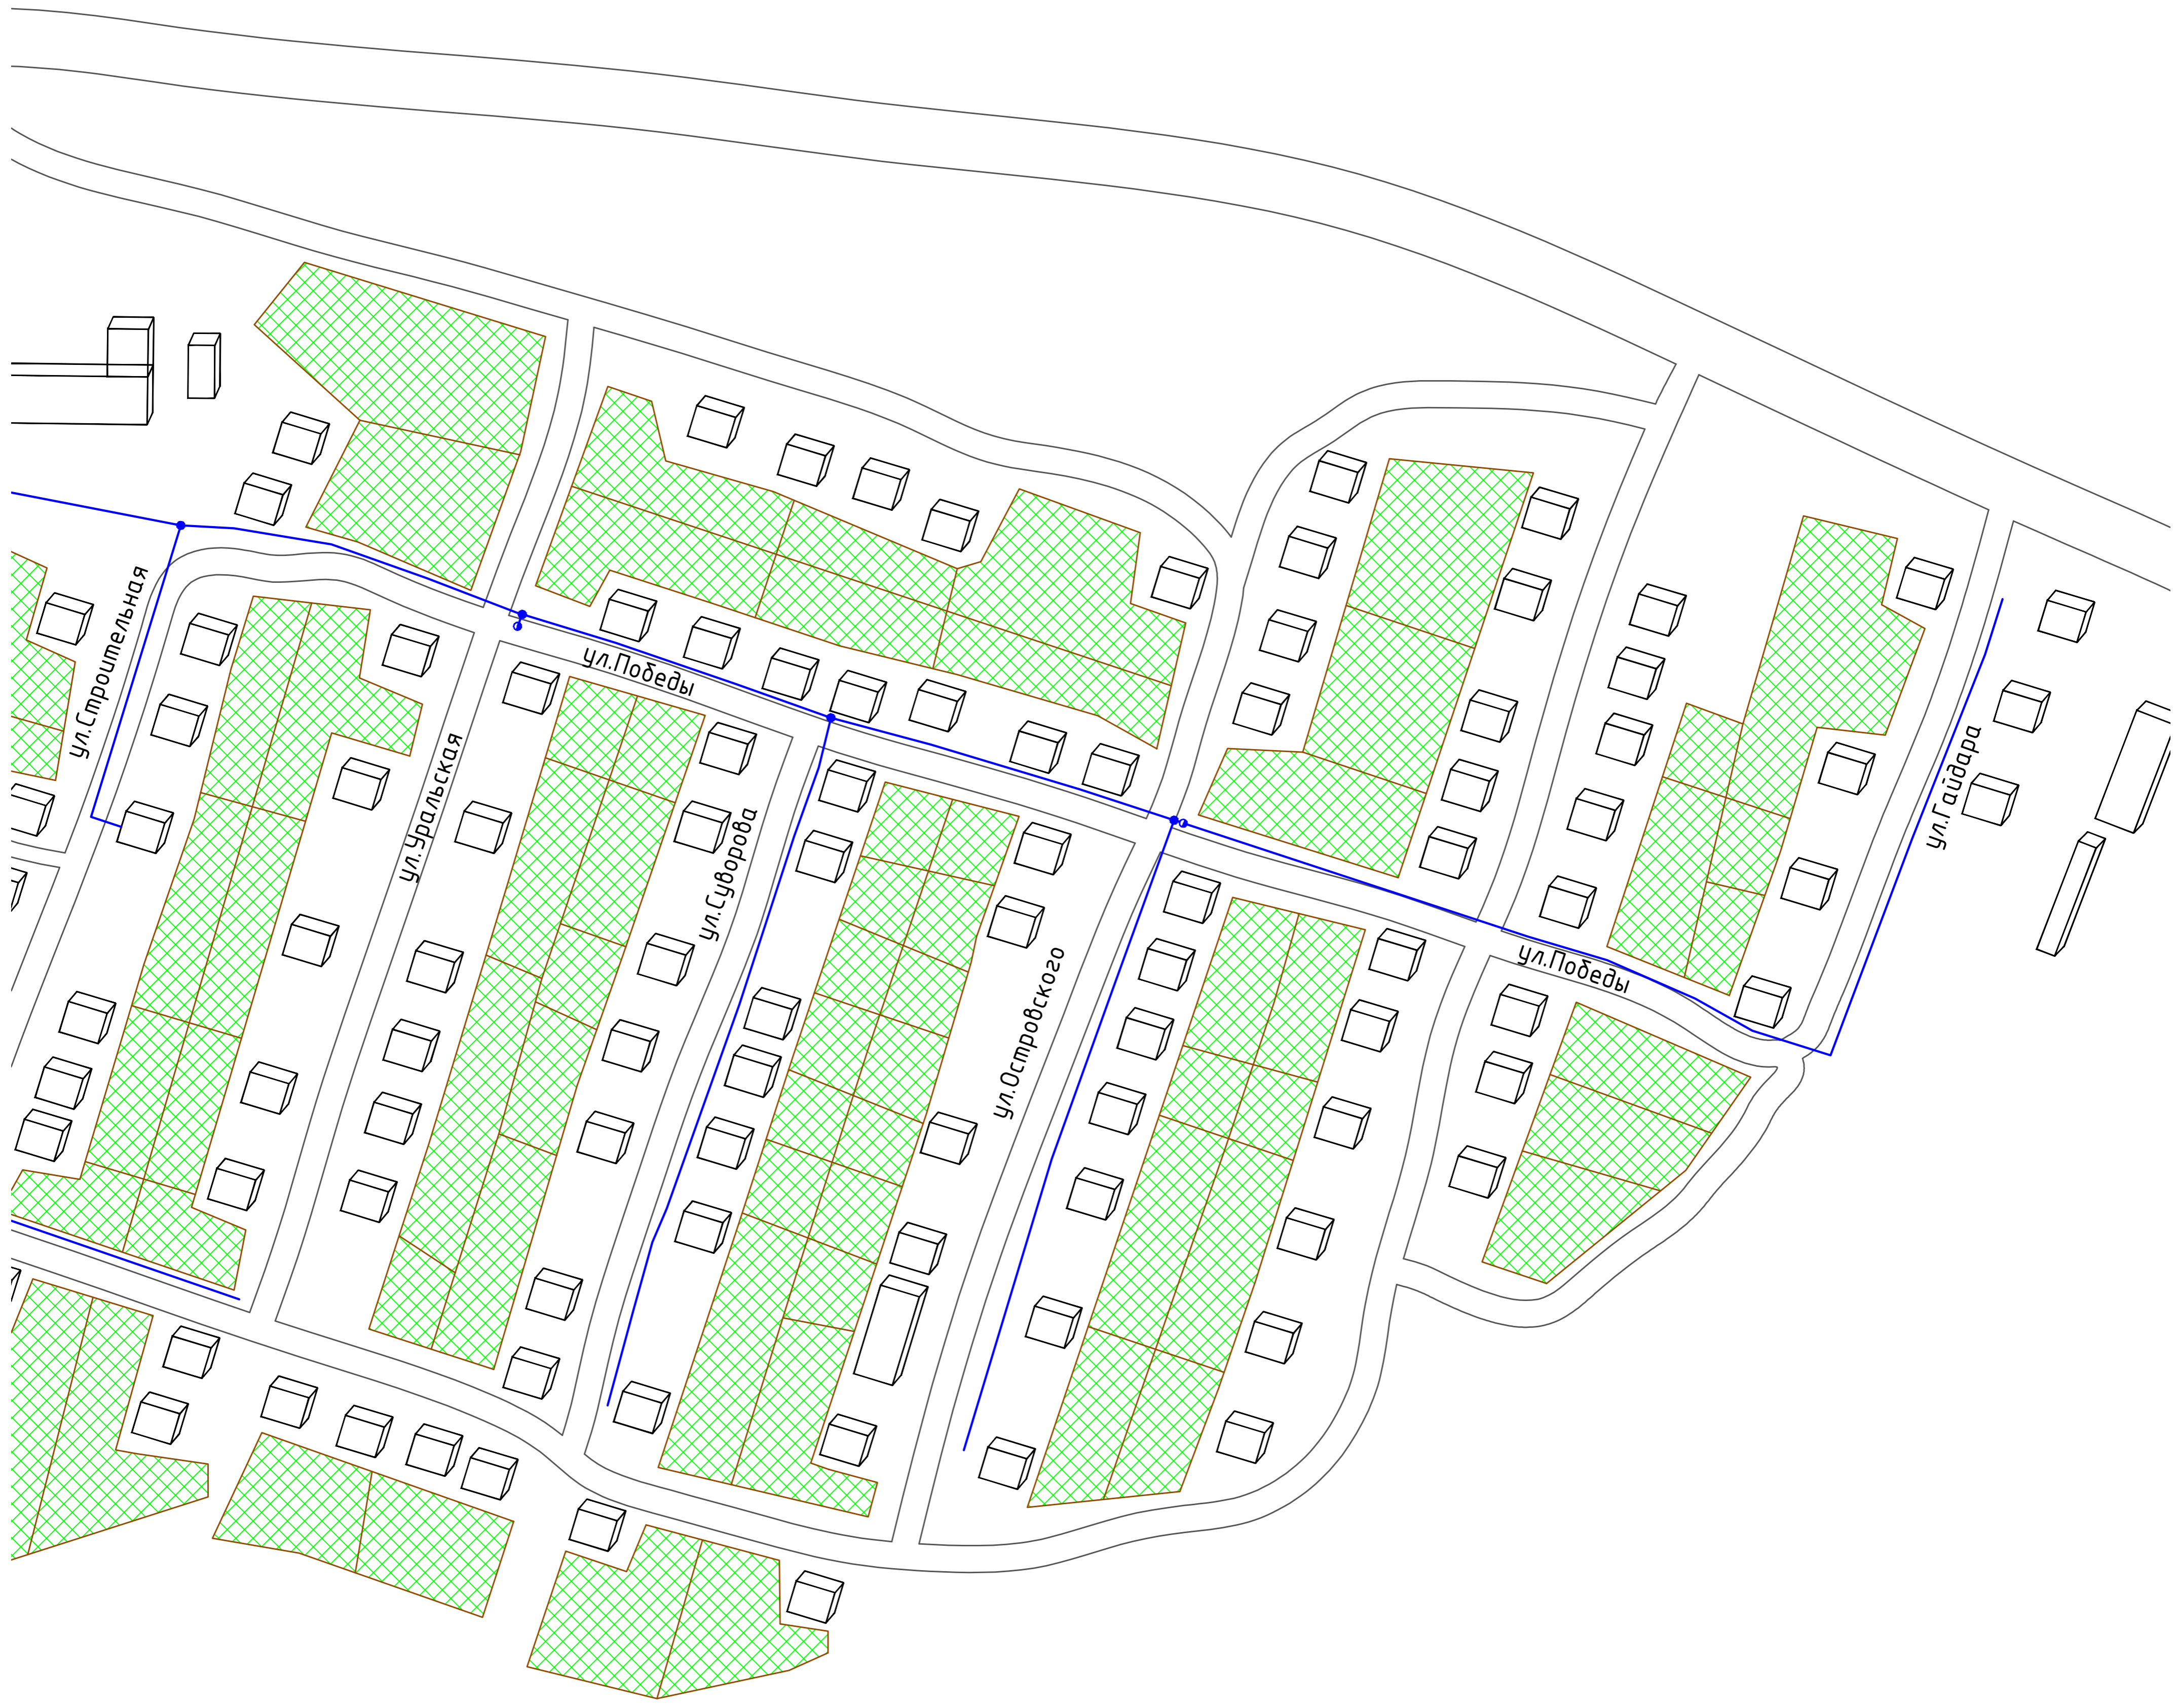 ул.Строительная
ул.Победы
ул.Уральская
ул.Суворова
ул.Островского
ул.Победы
ул.Гайдара